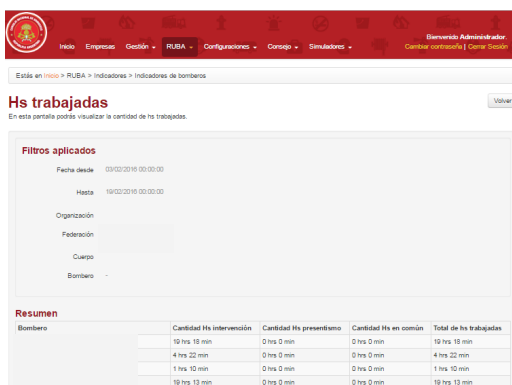 Bienvenido Administrador.
Inicio Empresas Gestión RUBA Configuraciones Consejo Simuladores Cambiar contraseña | Cerrar Sesión
Estás en Inicio > RUBA > Indicadores > Indicadores de bomberos
Hs trabajadas Volver
En esta pantalla podrás visualizar la cantidad de hs trabajadas.
Filtros aplicados
Fecha desde 03/02/2016 00:00:00
Hasta 19/02/2016 00:00:00
Organización
Federación
Cuerpo
Bombero -
Resumen
Bombero Cantidad Hs intervención Cantidad Hs presentismo Cantidad Hs en común Total de hs trabajadas
19 hrs 18 min 0 hrs 0 min 0 hrs 0 min 19 hrs 18 min
4 hrs 22 min 0 hrs 0 min 0 hrs 0 min 4 hrs 22 min
1 hrs 10 min 0 hrs 0 min 0 hrs 0 min 1 hrs 10 min
19 hrs 13 min 0 hrs 0 min 0 hrs 0 min 19 hrs 13 min